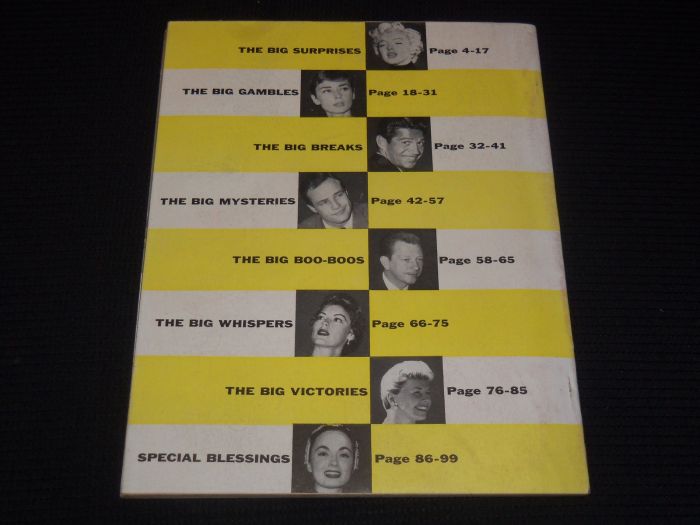 THE BIG SURPRISES Page 4-17
THE BIG GAMBLES Page 18-31
THE BIG BREAKS Page 32-41
THE BIG MYSTERIES Page 42-57
THE BIG BOO-BOOS Page 58-65
THE BIG WHISPERS Page 66-75
THE BIG VICTORIES Page 76-85
SPECIAL BLESSINGS Page 86-99